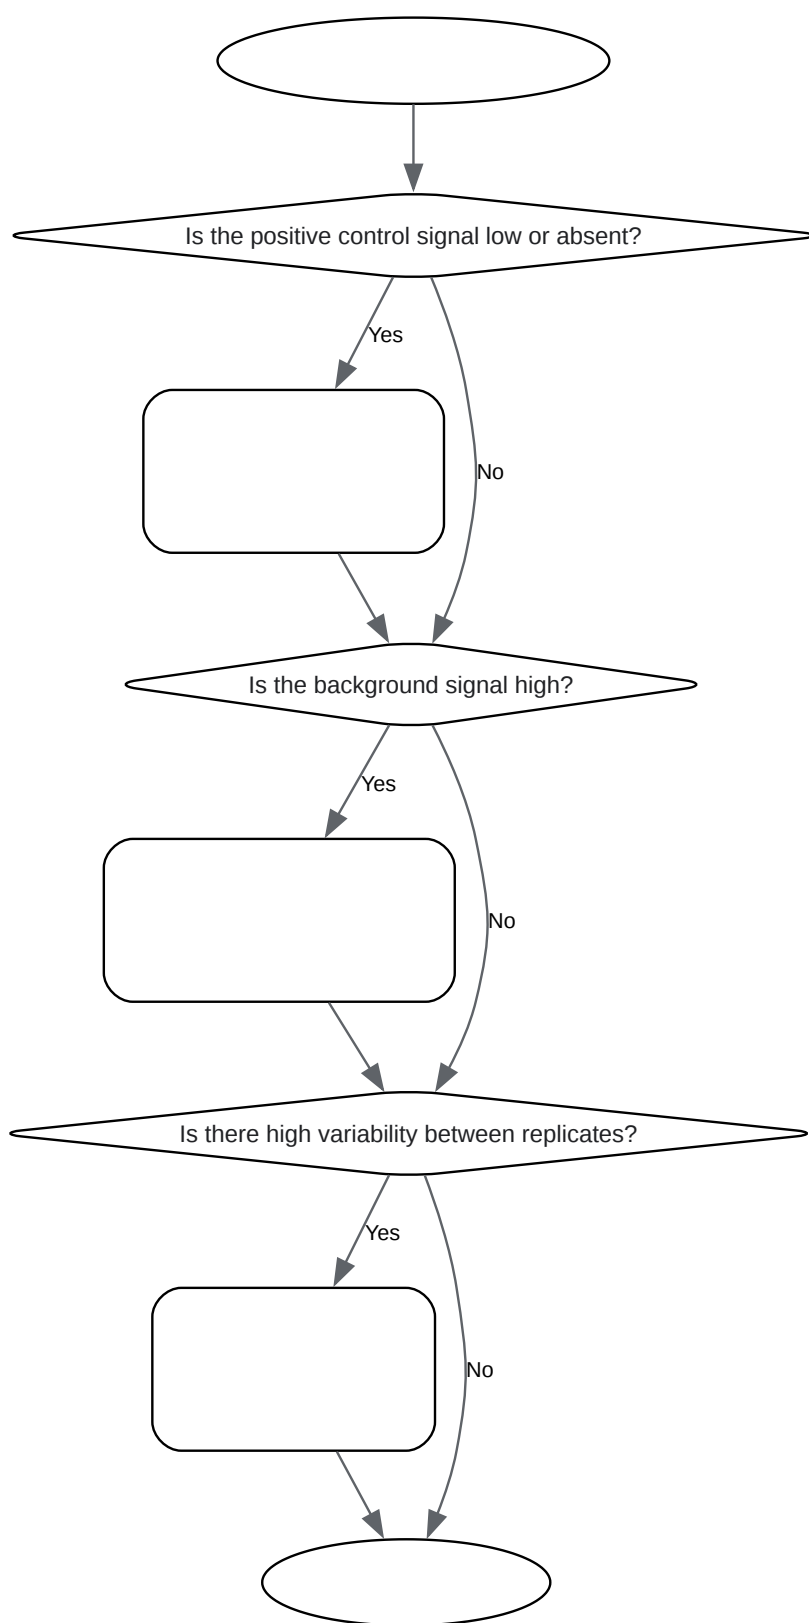 Is the positive control signal low or absent?
Yes
No
Is the background signal high?
Yes
No
Is there high variability between replicates?
Yes
No